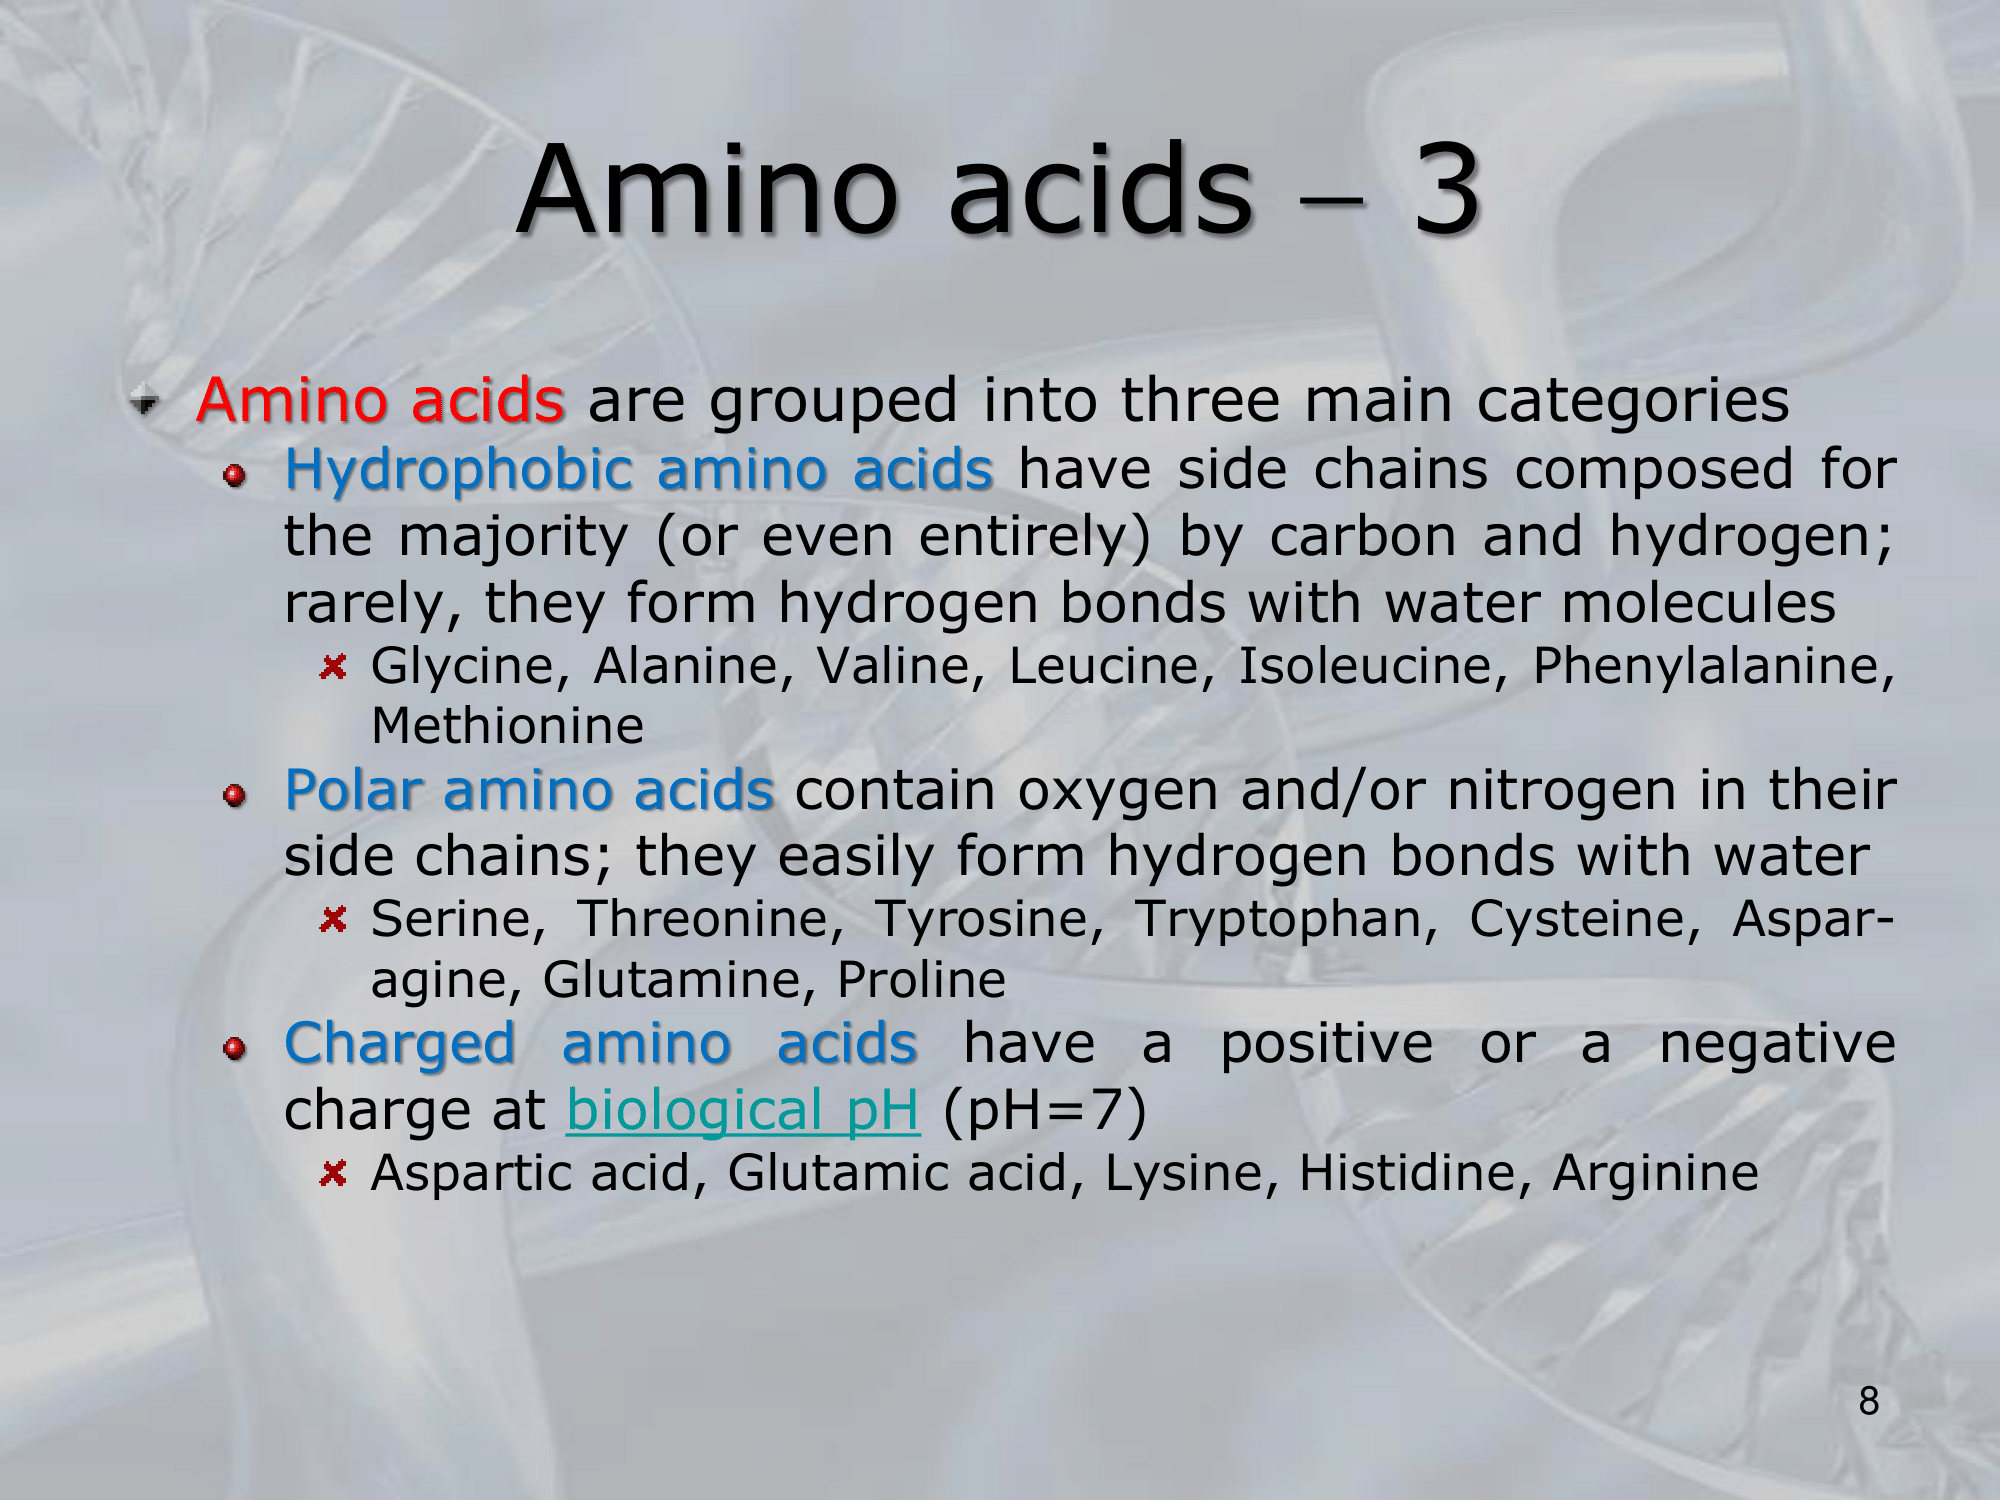 Amino acids – 3
Amino acids are grouped into three main categories
Hydrophobic amino acids have side chains composed for
the majority (or even entirely) by carbon and hydrogen;
rarely, they form hydrogen bonds with water molecules
Glycine, Alanine, Valine, Leucine, Isoleucine, Phenylalanine,
Methionine
Polar amino acids contain oxygen and/or nitrogen in their
side chains; they easily form hydrogen bonds with water
Serine, Threonine, Tyrosine, Tryptophan, Cysteine, Aspar-
agine, Glutamine, Proline
Charged amino acids have a positive or a negative
charge at biological pH (pH=7)
Aspartic acid, Glutamic acid, Lysine, Histidine, Arginine
8